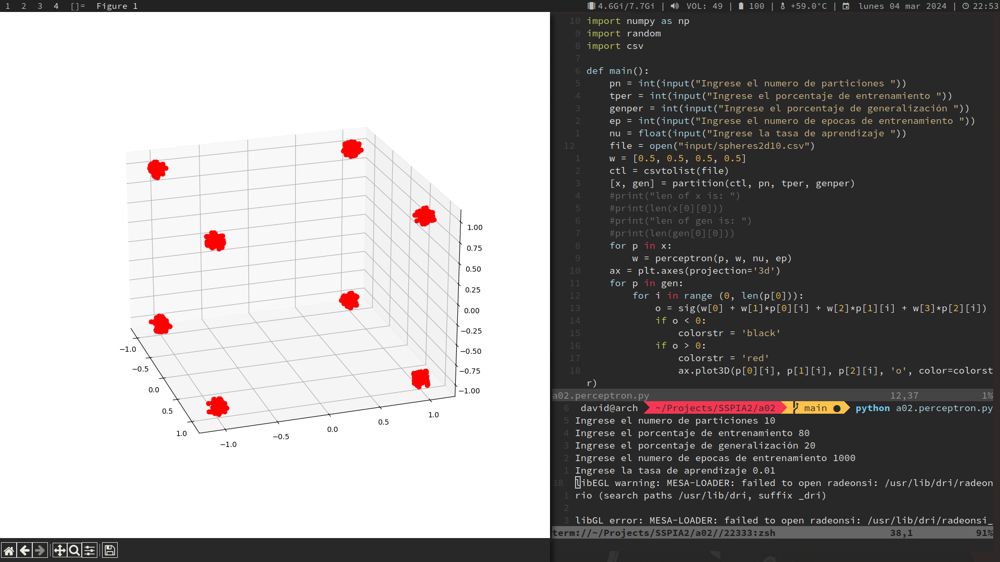 1 2 3 4 []= Figure 1
4.6Gi/7.7Gi | VOL: 49 | 100 | +59.0°C | lunes 04 mar 2024 | 22:53
1.00
0.75
0.50
0.25
0.00
−0.25
−0.50
−0.75
−1.00
−1.0
−0.5
0.0
0.5
1.0
−1.0
−0.5
0.0
0.5
1.0
10 import numpy as np
9 import random
8 import csv
7
6 def main():
5 pn = int(input("Ingrese el numero de particiones "))
4 tper = int(input("Ingrese el porcentaje de entrenamiento "))
3 genper = int(input("Ingrese el porcentaje de generalización "))
2 ep = int(input("Ingrese el numero de epocas de entrenamiento "))
1 nu = float(input("Ingrese la tasa de aprendizaje "))
12 file = open("input/spheres2d10.csv")
1 w = [0.5, 0.5, 0.5, 0.5]
2 ctl = csvtolist(file)
3 [x, gen] = partition(ctl, pn, tper, genper)
4 #print("len of x is: ")
5 #print(len(x[0][0]))
6 #print("len of gen is: ")
7 #print(len(gen[0][0]))
8 for p in x:
9 w = perceptron(p, w, nu, ep)
10 ax = plt.axes(projection='3d')
11 for p in gen:
12 for i in range (0, len(p[0])):
13 o = sig(w[0] + w[1]*p[0][i] + w[2]*p[1][i] + w[3]*p[2][i])
14 if o < 0:
15 colorstr = 'black'
16 if o > 0:
17 colorstr = 'red'
18 ax.plot3D(p[0][i], p[1][i], p[2][i], 'o', color=colorst
r)
a02.perceptron.py 12,37 1%
6 david@arch ~/Projects/SSPIA2/a02 main ● python a02.perceptron.py
5 Ingrese el numero de particiones 10
4 Ingrese el porcentaje de entrenamiento 80
3 Ingrese el porcentaje de generalización 20
2 Ingrese el numero de epocas de entrenamiento 1000
1 Ingrese la tasa de aprendizaje 0.01
38 libEGL warning: MESA-LOADER: failed to open radeonsi: /usr/lib/dri/radeon
1 rio (search paths /usr/lib/dri, suffix _dri)
2
3 libGL error: MESA-LOADER: failed to open radeonsi: /usr/lib/dri/radeonsi_
term://~/Projects/SSPIA2/a02//22333:zsh 38,1 91%